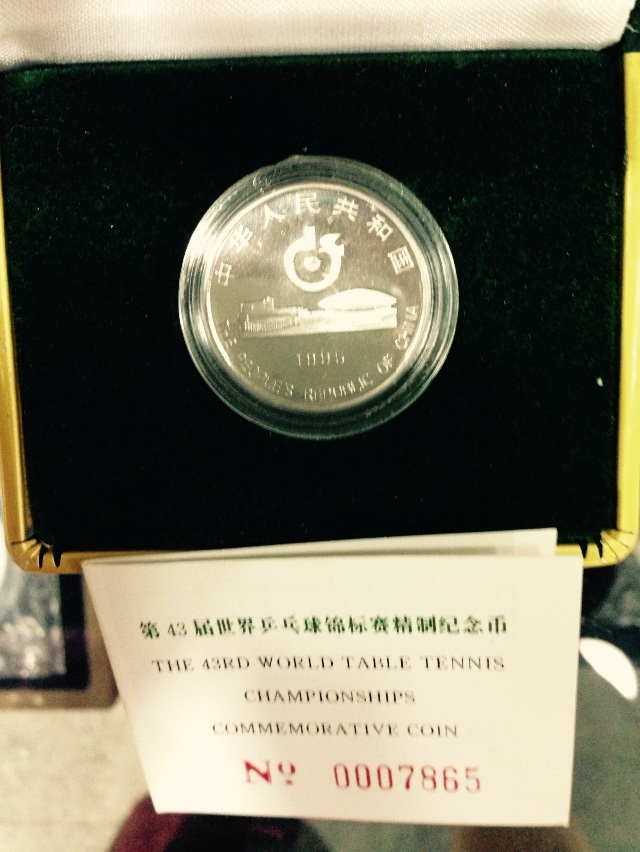 中华人民共和国
1995
THE PEOPLE'S REPUBLIC OF CHINA
第43届世界乒乓球锦标赛精制纪念币
THE 43RD WORLD TABLE TENNIS
CHAMPIONSHIPS
COMMEMORATIVE COIN
Nº 0007865